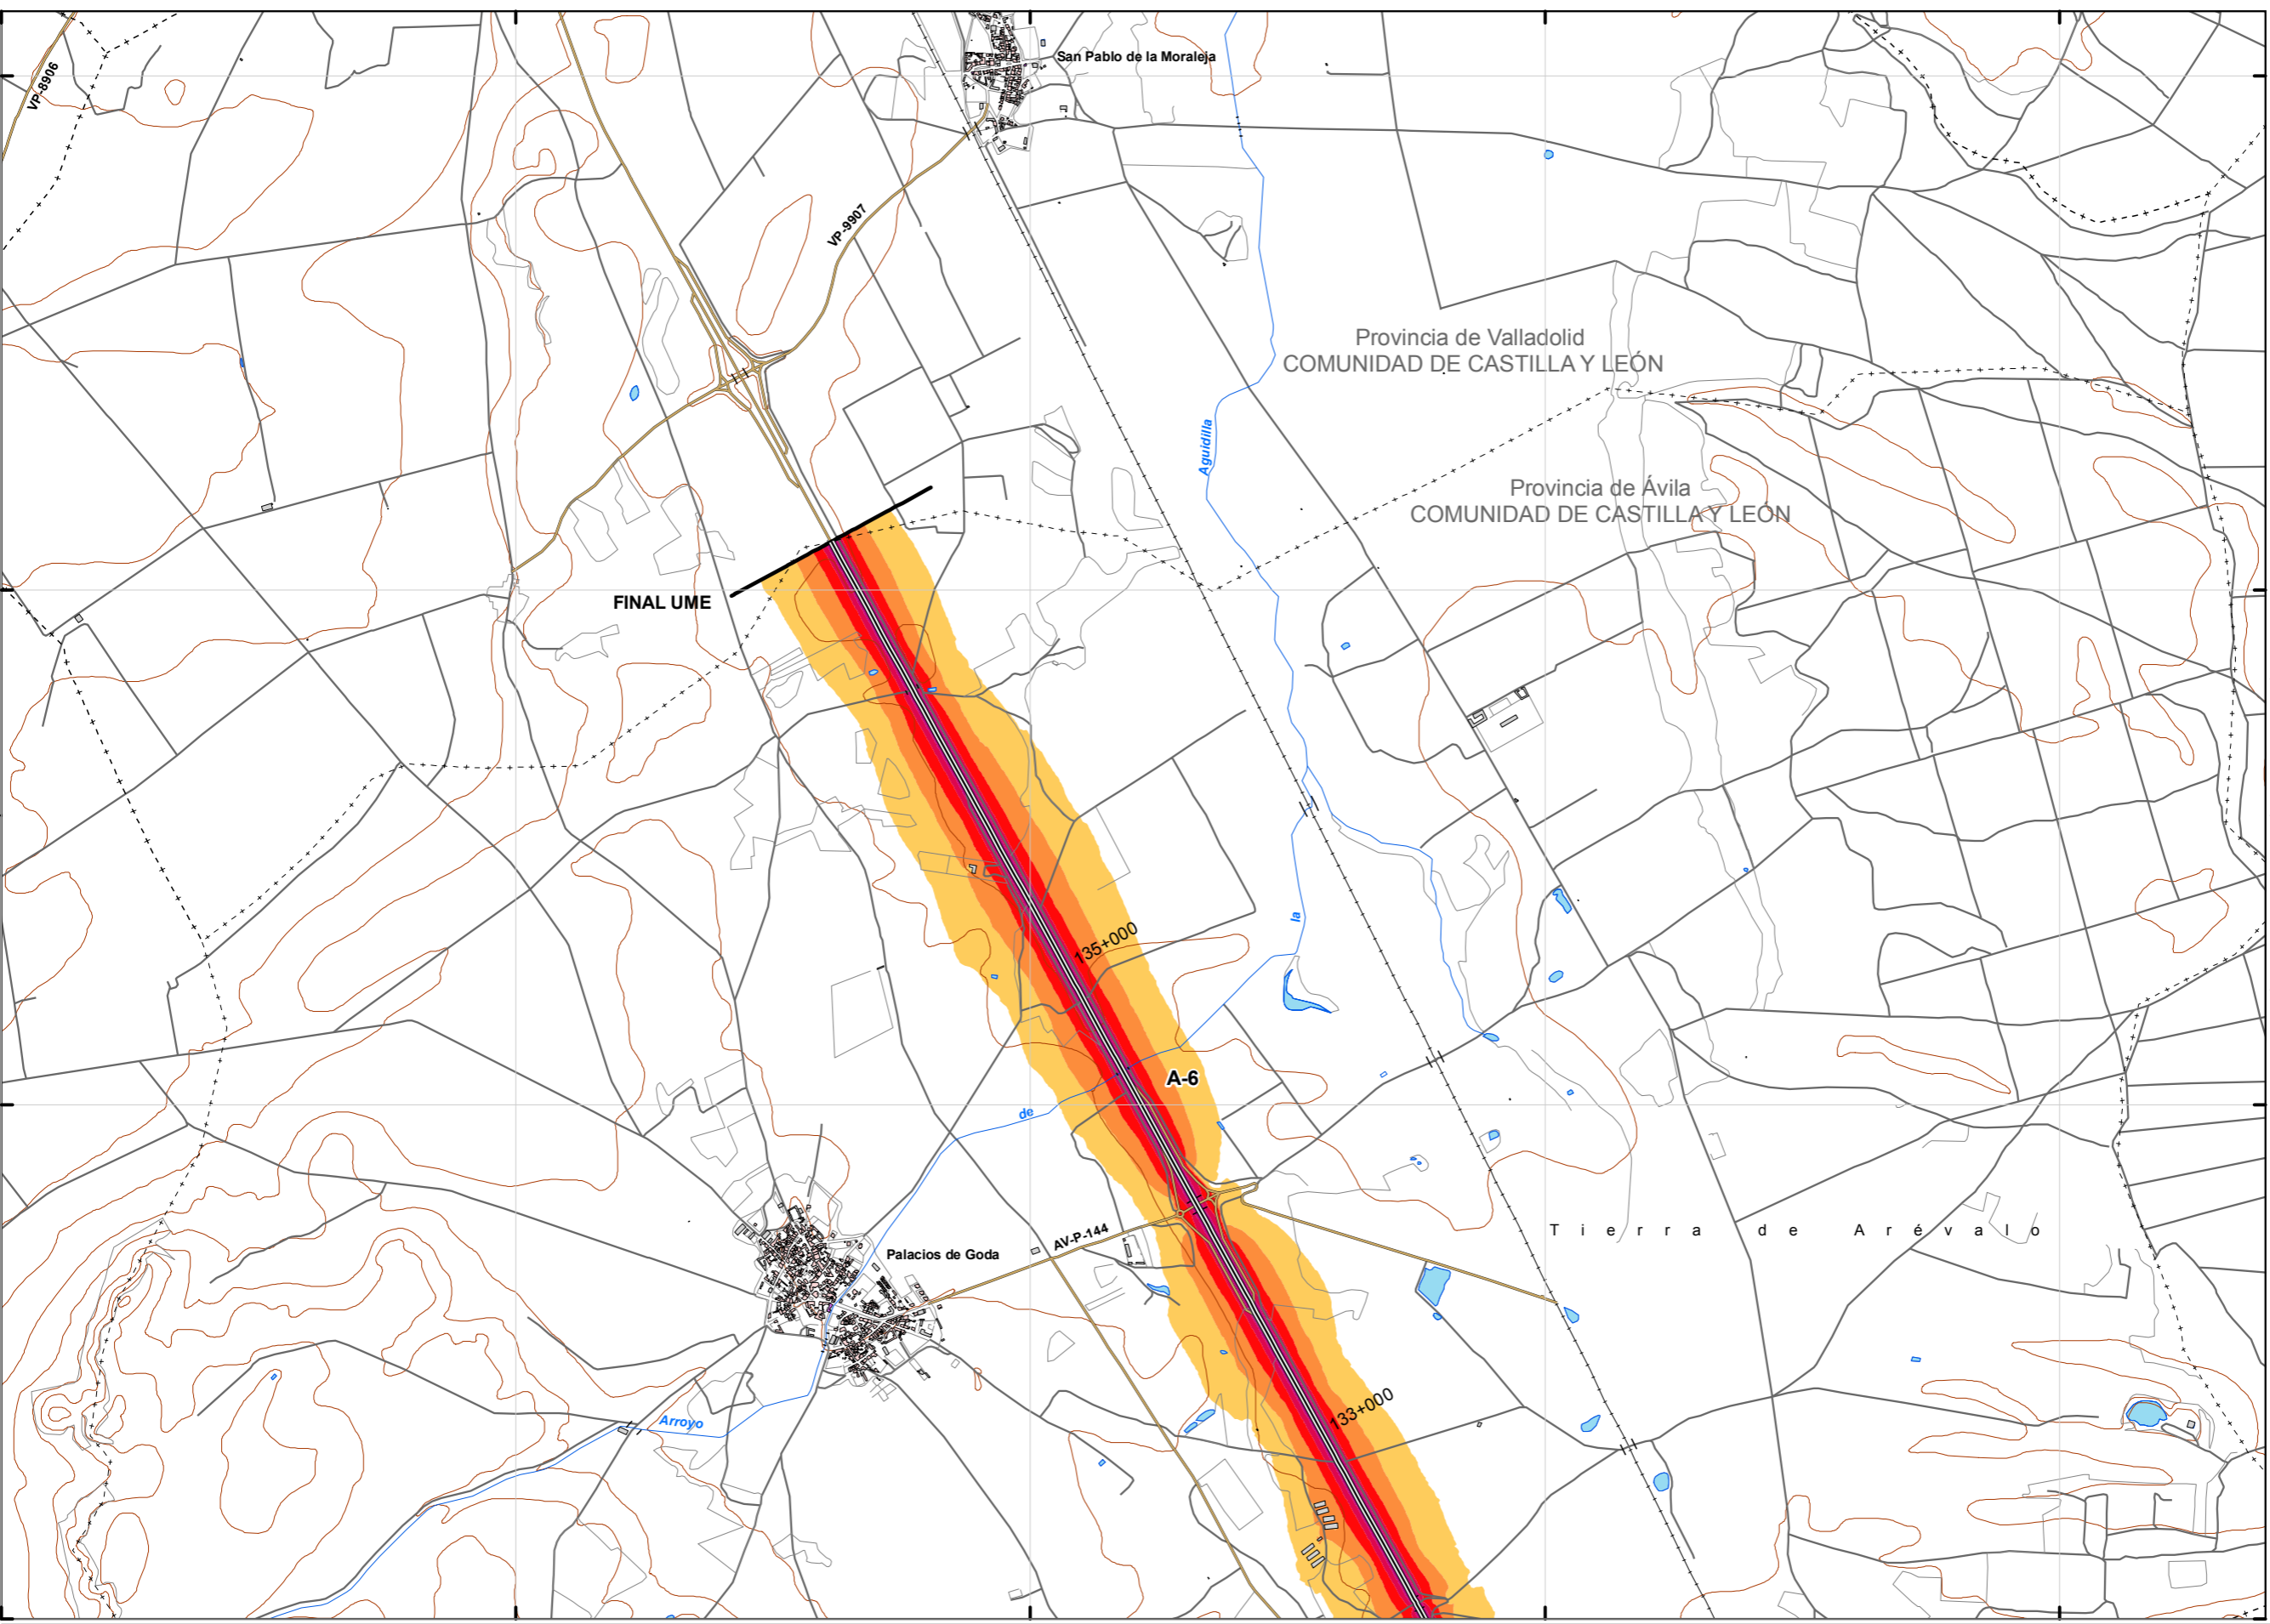 San Pablo de la Moraleja
VP-8906
VP-9907
Provincia de Valladolid
COMUNIDAD DE CASTILLA Y LEÓN
Aguidilla
Provincia de Ávila
COMUNIDAD DE CASTILLA Y LEÓN
FINAL UME
la
135+000
A-6
de
Tierra de Arévalo
AV-P-144
Palacios de Goda
133+000
Arroyo